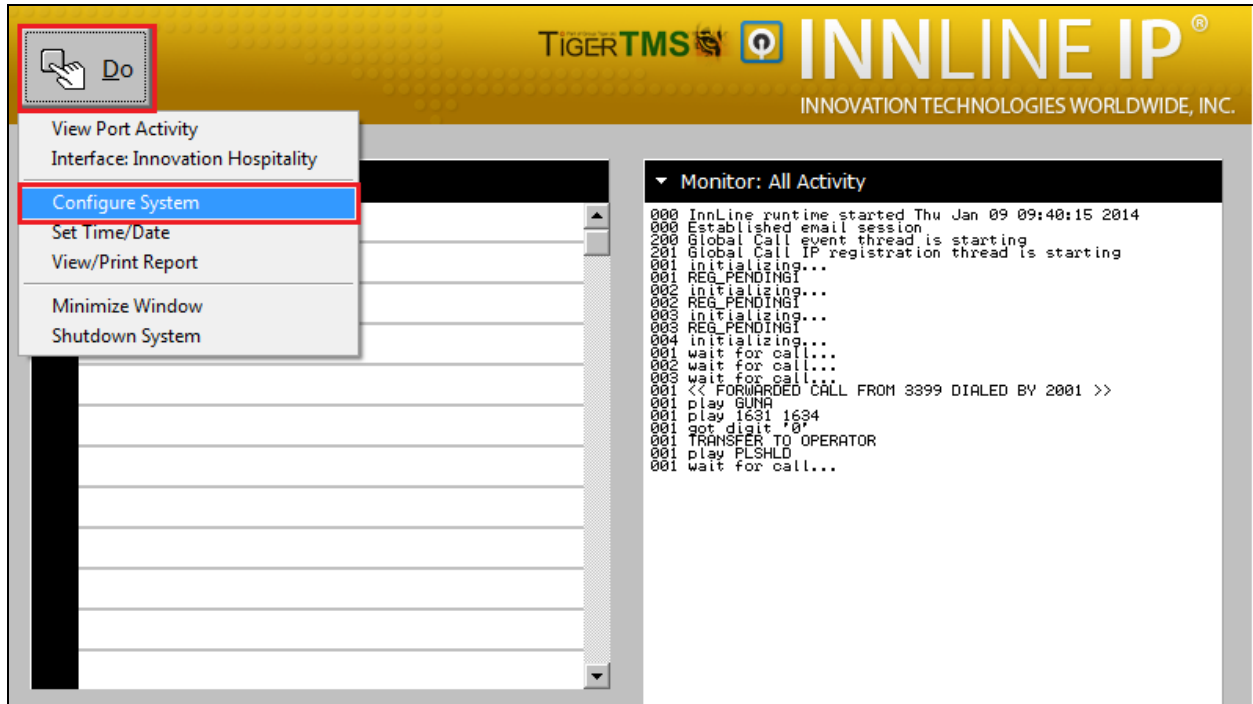 Do
TIGERTMS
INNLINE IP®
INNOVATION TECHNOLOGIES WORLDWIDE, INC.
View Port Activity
Interface: Innovation Hospitality
Configure System
Set Time/Date
View/Print Report
Minimize Window
Shutdown System
Monitor: All Activity
000 InnLine runtime started Thu Jan 09 09:40:15 2014
000 Established email session
200 Global Call event thread is starting
201 Global Call IP registration thread is starting
001 initializing...
001 REG_PENDING1
002 initializing...
002 REG_PENDING1
003 initializing...
003 REG_PENDING1
004 initializing...
001 wait for call...
002 wait for call...
003 wait for call...
001 << FORWARDED CALL FROM 3399 DIALED BY 2001 >>
001 play GUNA
001 play 1631 1634
001 got digit '0'
001 TRANSFER TO OPERATOR
001 play PLSHLD
001 wait for call...